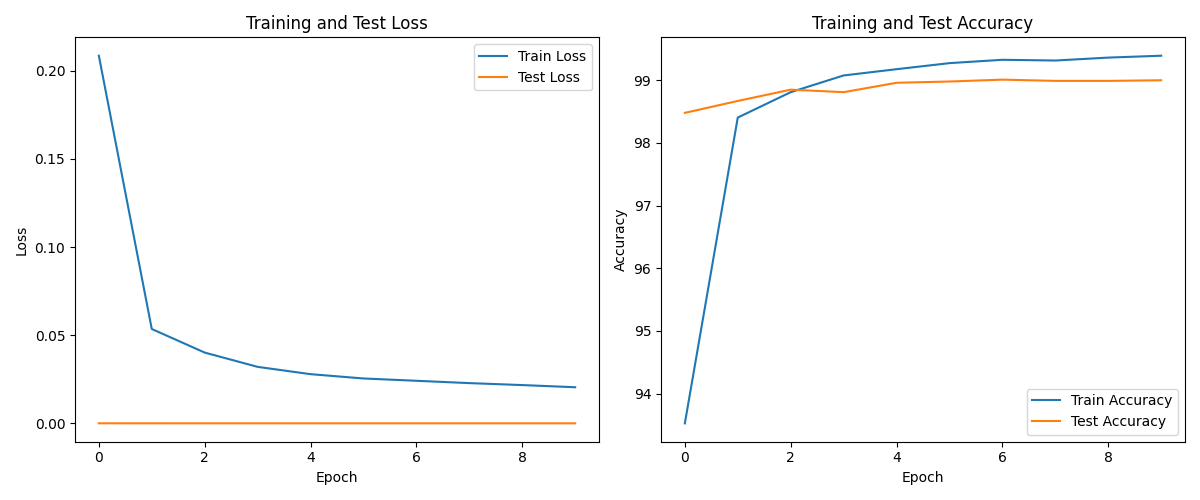 Training and Test Loss
Train Loss
Test Loss
0.20
0.15
0.10
0.05
0.00
Loss
0 2 4 6 8
Epoch
Training and Test Accuracy
99
98
97
96
95
94
Accuracy
Train Accuracy
Test Accuracy
0 2 4 6 8
Epoch